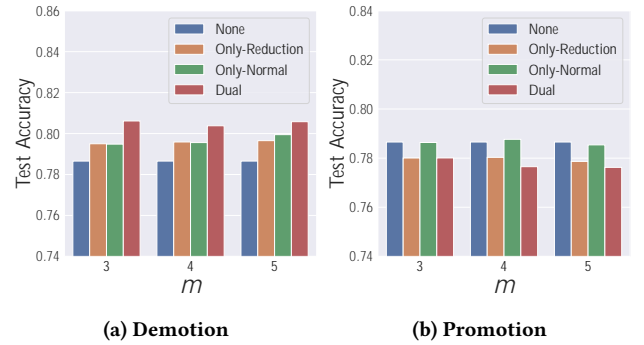 0.86
0.84
0.82
0.80
0.78
0.76
0.74
Test Accuracy
None
Only-Reduction
Only-Normal
Dual
3 4 5
m
(a) Demotion
0.84
0.82
0.80
0.78
0.76
0.74
Test Accuracy
None
Only-Reduction
Only-Normal
Dual
3 4 5
m
(b) Promotion